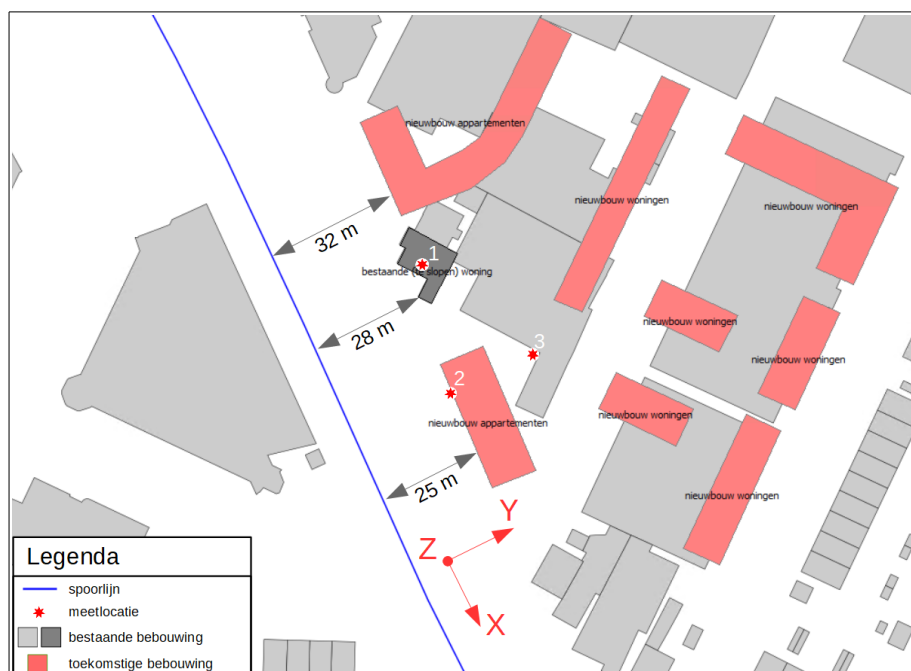 nieuwbouw appartementen
nieuwbouw woningen
nieuwbouw woningen
32 m
1
bestaande (te slopen) woning
nieuwbouw woningen
28 m
3
nieuwbouw woningen
2
nieuwbouw woningen
nieuwbouw appartementen
25 m
nieuwbouw woningen
Y
Z
X
Legenda
spoorlijn
meetlocatie
bestaande bebouwing
toekomstige bebouwing